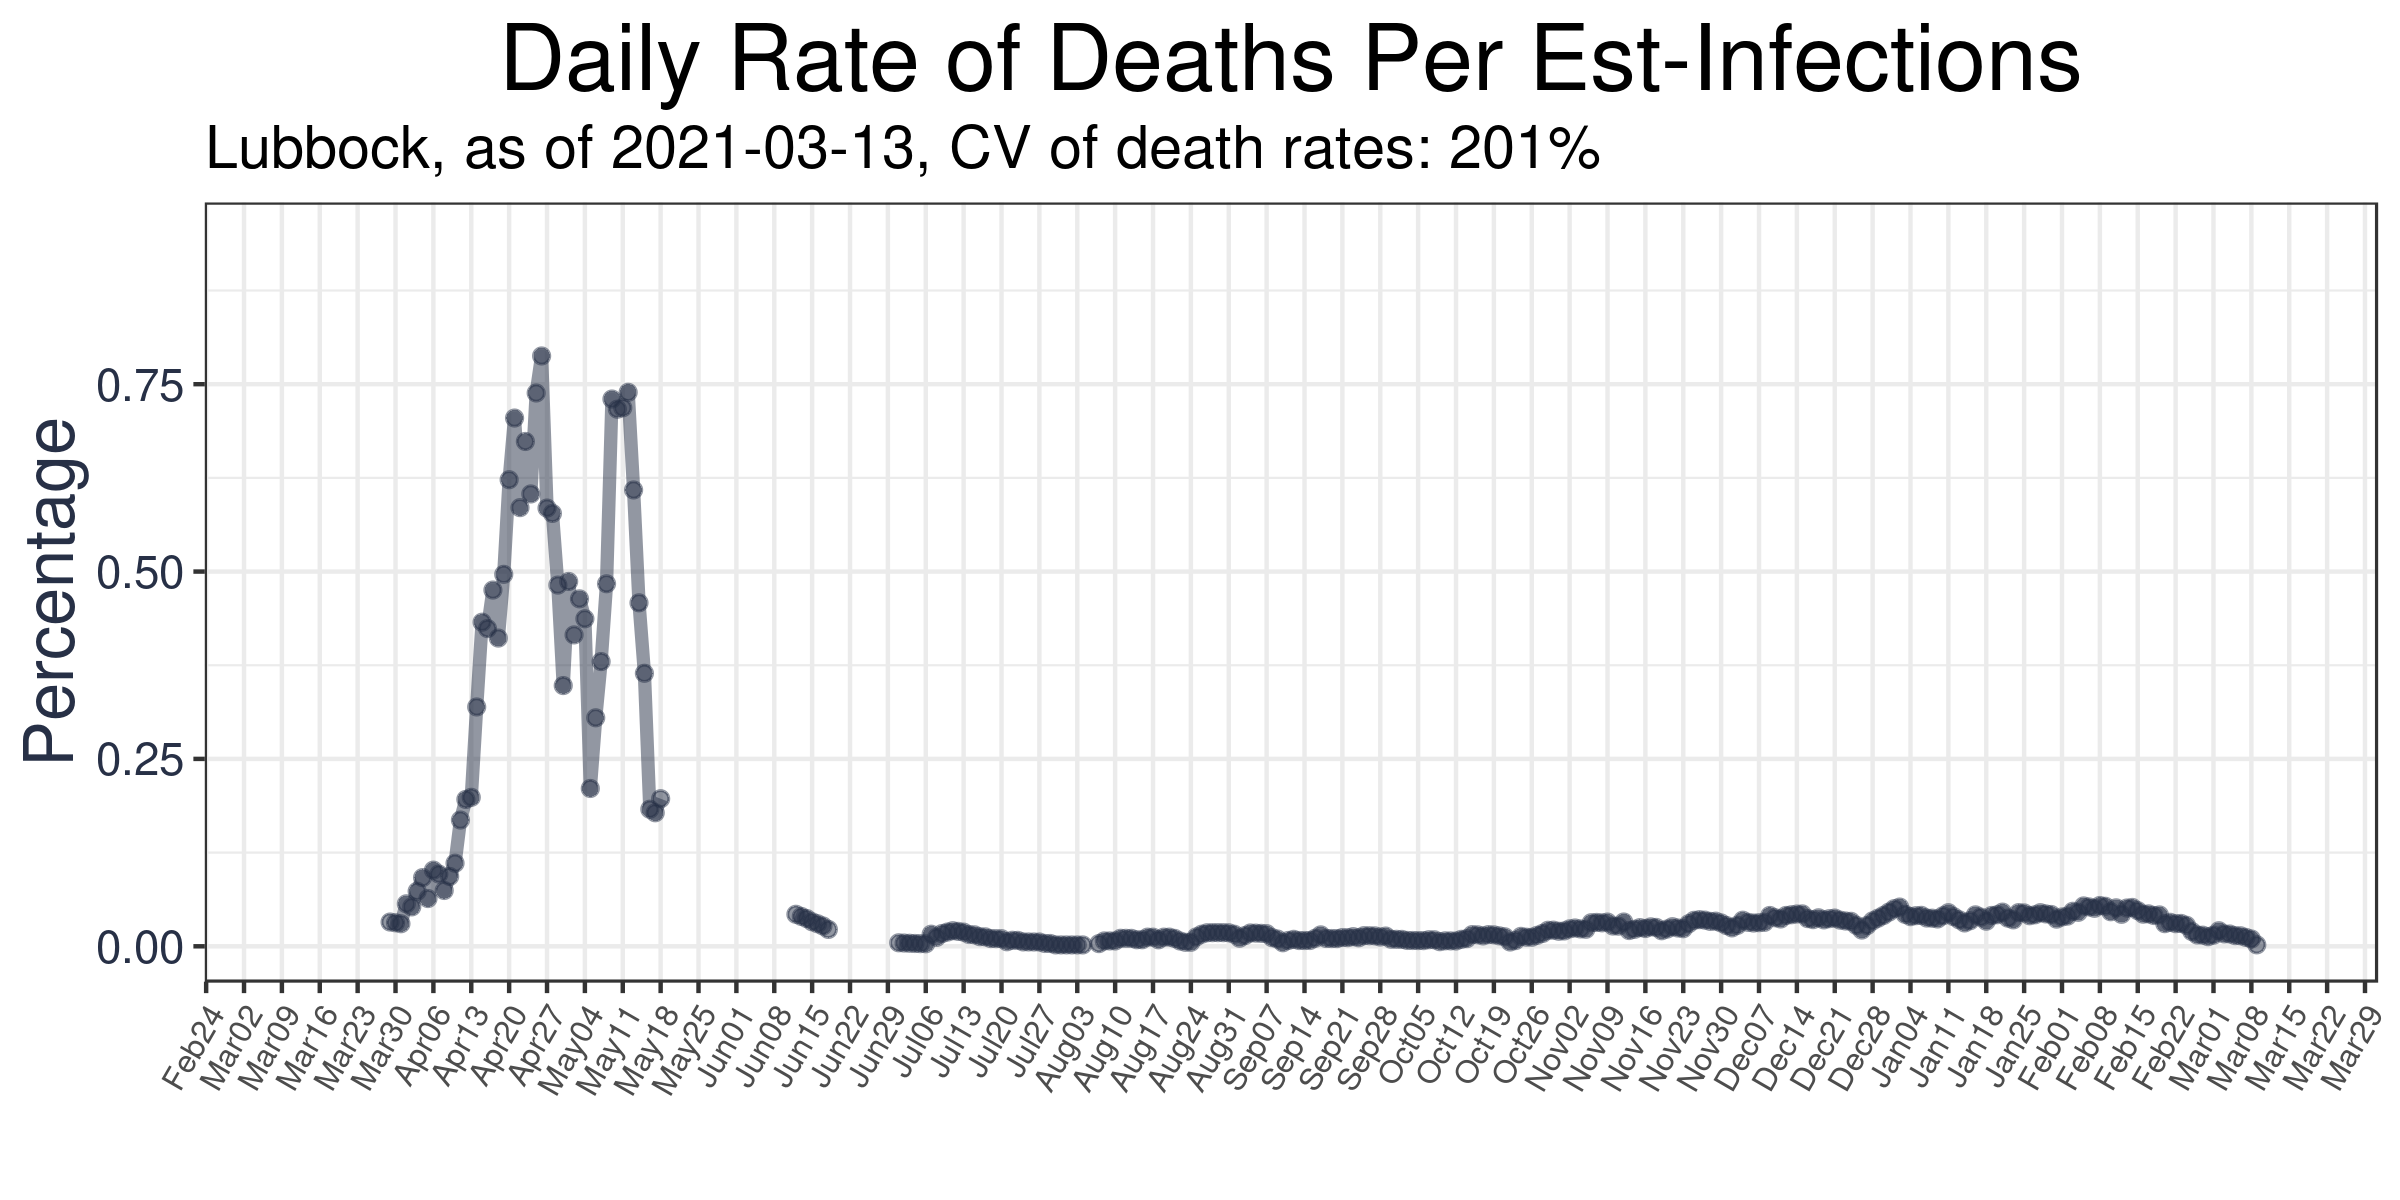 Daily Rate of Deaths Per Est-Infections
Lubbock, as of 2021-03-13, CV of death rates: 201%
Percentage
0.75
0.50
0.25
0.00
Feb24
Mar02
Mar09
Mar16
Mar23
Mar30
Apr06
Apr13
Apr20
Apr27
May04
May11
May18
May25
Jun01
Jun08
Jun15
Jun22
Jun29
Jul06
Jul13
Jul20
Jul27
Aug03
Aug10
Aug17
Aug24
Aug31
Sep07
Sep14
Sep21
Sep28
Oct05
Oct12
Oct19
Oct26
Nov02
Nov09
Nov16
Nov23
Nov30
Dec07
Dec14
Dec21
Dec28
Jan04
Jan11
Jan18
Jan25
Feb01
Feb08
Feb15
Feb22
Mar01
Mar08
Mar15
Mar22
Mar29